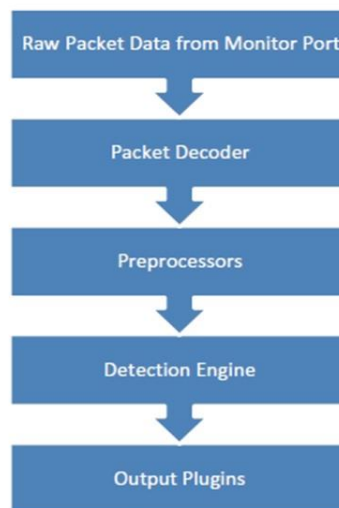 Raw Packet Data from Monitor Port
Packet Decoder
Preprocessors
Detection Engine
Output Plugins